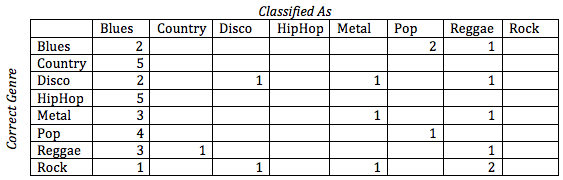 Classified As
Blues Country Disco HipHop Metal Pop Reggae Rock
Correct Genre
Blues 2 2 1
Country 5
Disco 2 1 1 1
HipHop 5
Metal 3 1 1
Pop 4 1
Reggae 3 1 1
Rock 1 1 1 2